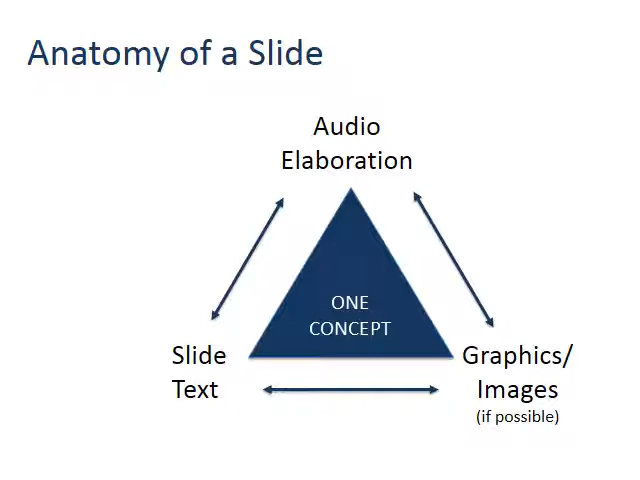 Anatomy of a Slide
Audio
Elaboration
ONE
CONCEPT
Slide
Text
Graphics/
Images
(if possible)